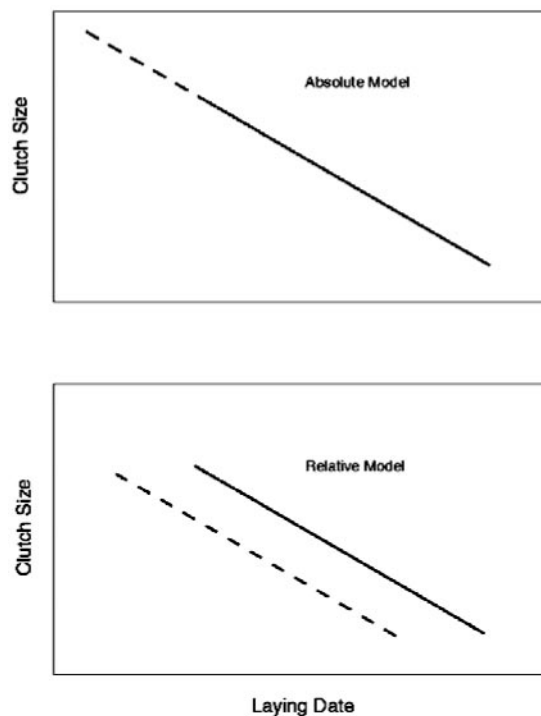 Absolute Model
Clutch Size
Relative Model
Clutch Size
Laying Date